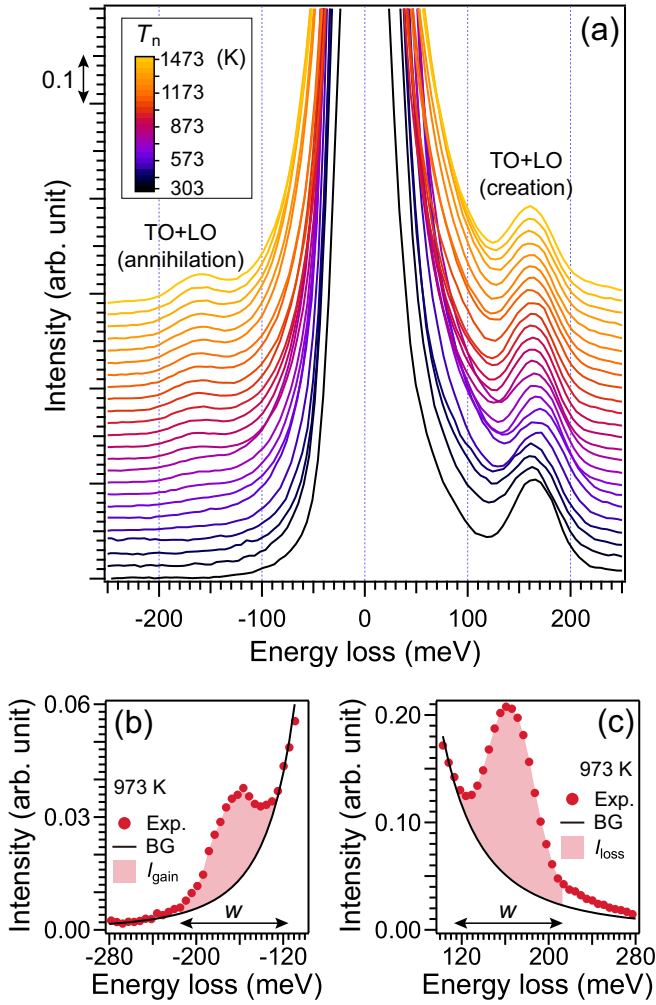 (a)
T_n
(K)
1473
1173
873
573
303
0.1
TO+LO
(creation)
TO+LO
(annihilation)
Intensity (arb. unit)
-200 -100 0 100 200
Energy loss (meV)
(b)
0.06
0.03
0.00
Intensity (arb. unit)
973 K
Exp.
BG
I_gain
w
-280 -200 -120
Energy loss (meV)
(c)
0.20
0.10
0.00
Intensity (arb. unit)
973 K
Exp.
BG
I_loss
w
120 200 280
Energy loss (meV)